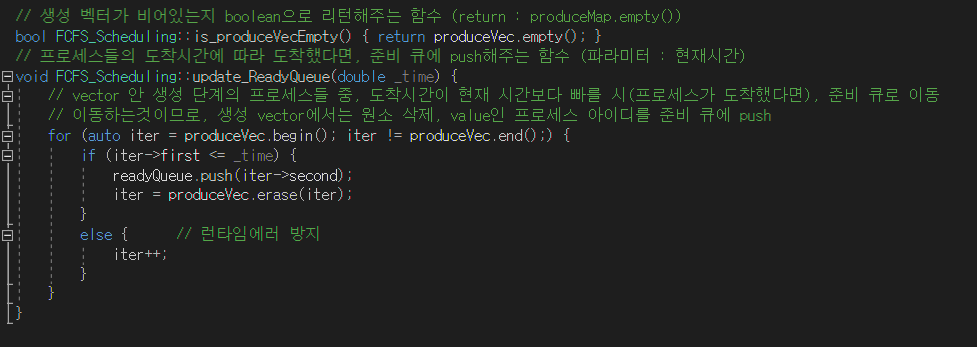 // 생성 벡터가 비어있는지 boolean으로 리턴해주는 함수 (return : produceMap.empty())
bool FCFS_Scheduling::is_produceVecEmpty() { return produceVec.empty(); }
// 프로세스들의 도착시간에 따라 도착했다면, 준비 큐에 push해주는 함수 (파라미터 : 현재시간)
void FCFS_Scheduling::update_ReadyQueue(double _time) {
// vector 안 생성 단계의 프로세스들 중, 도착시간이 현재 시간보다 빠를 시(프로세스가 도착했다면), 준비 큐로 이동
// 이동하는것이므로, 생성 vector에서는 원소 삭제, value인 프로세스 아이디를 준비 큐에 push
for (auto iter = produceVec.begin(); iter != produceVec.end();) {
if (iter->first <= _time) {
readyQueue.push(iter->second);
iter = produceVec.erase(iter);
}
else { // 런타임에러 방지
iter++;
}
}
}